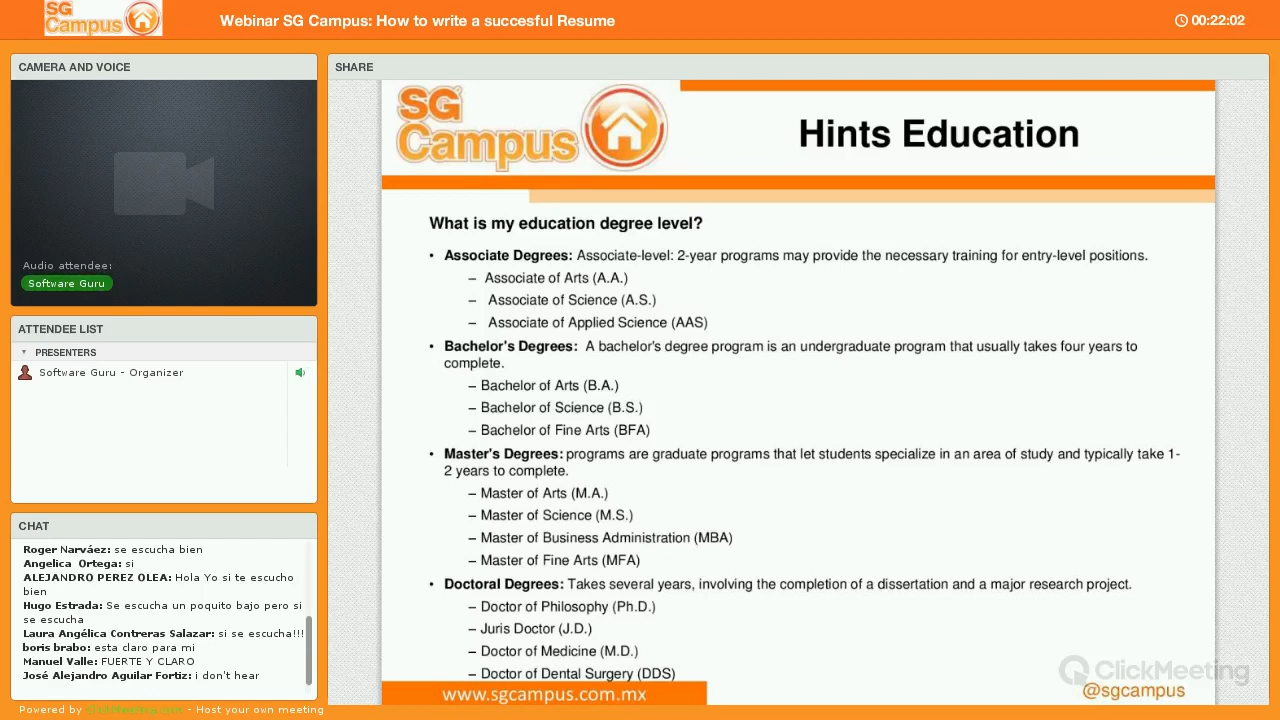 SG Campus
Webinar SG Campus: How to write a succesful Resume
00:22:02
CAMERA AND VOICE
Audio attendee:
Software Guru
ATTENDEE LIST
PRESENTERS
Software Guru - Organizer
CHAT
Roger Narváez: se escucha bien
Angelica Ortega: si
ALEJANDRO PEREZ OLEA: Hola Yo si te escucho
bien
Hugo Estrada: Se escucha un poquito bajo pero si
se escucha
Laura Angélica Contreras Salazar: si se escucha!!!
boris brabo: esta claro para mi
Manuel Valle: FUERTE Y CLARO
José Alejandro Aguilar Fortiz: i don't hear
Powered by ClickMeeting.com - Host your own meeting
SHARE
SG
Campus
Hints Education
What is my education degree level?
• Associate Degrees: Associate-level: 2-year programs may provide the necessary training for entry-level positions.
– Associate of Arts (A.A.)
– Associate of Science (A.S.)
– Associate of Applied Science (AAS)
• Bachelor's Degrees: A bachelor's degree program is an undergraduate program that usually takes four years to
complete.
– Bachelor of Arts (B.A.)
– Bachelor of Science (B.S.)
– Bachelor of Fine Arts (BFA)
• Master's Degrees: programs are graduate programs that let students specialize in an area of study and typically take 1-
2 years to complete.
– Master of Arts (M.A.)
– Master of Science (M.S.)
– Master of Business Administration (MBA)
– Master of Fine Arts (MFA)
• Doctoral Degrees: Takes several years, involving the completion of a dissertation and a major research project.
– Doctor of Philosophy (Ph.D.)
– Juris Doctor (J.D.)
– Doctor of Medicine (M.D.)
– Doctor of Dental Surgery (DDS)
www.sgcampus.com.mx
ClickMeeting
@sgcampus